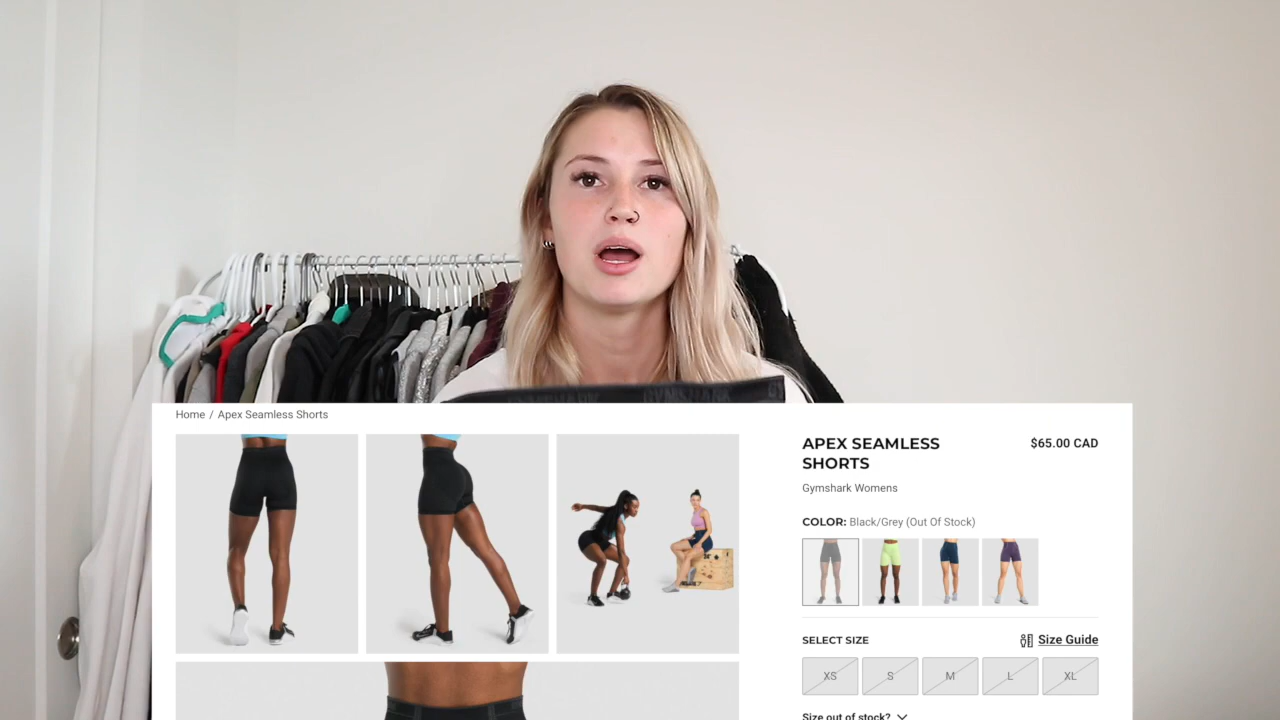 Home / Apex Seamless Shorts
APEX SEAMLESS
SHORTS
$65.00 CAD
Gymshark Womens
COLOR: Black/Grey (Out Of Stock)
SELECT SIZE
Size Guide
XS
S
M
L
XL
Size out of stock?